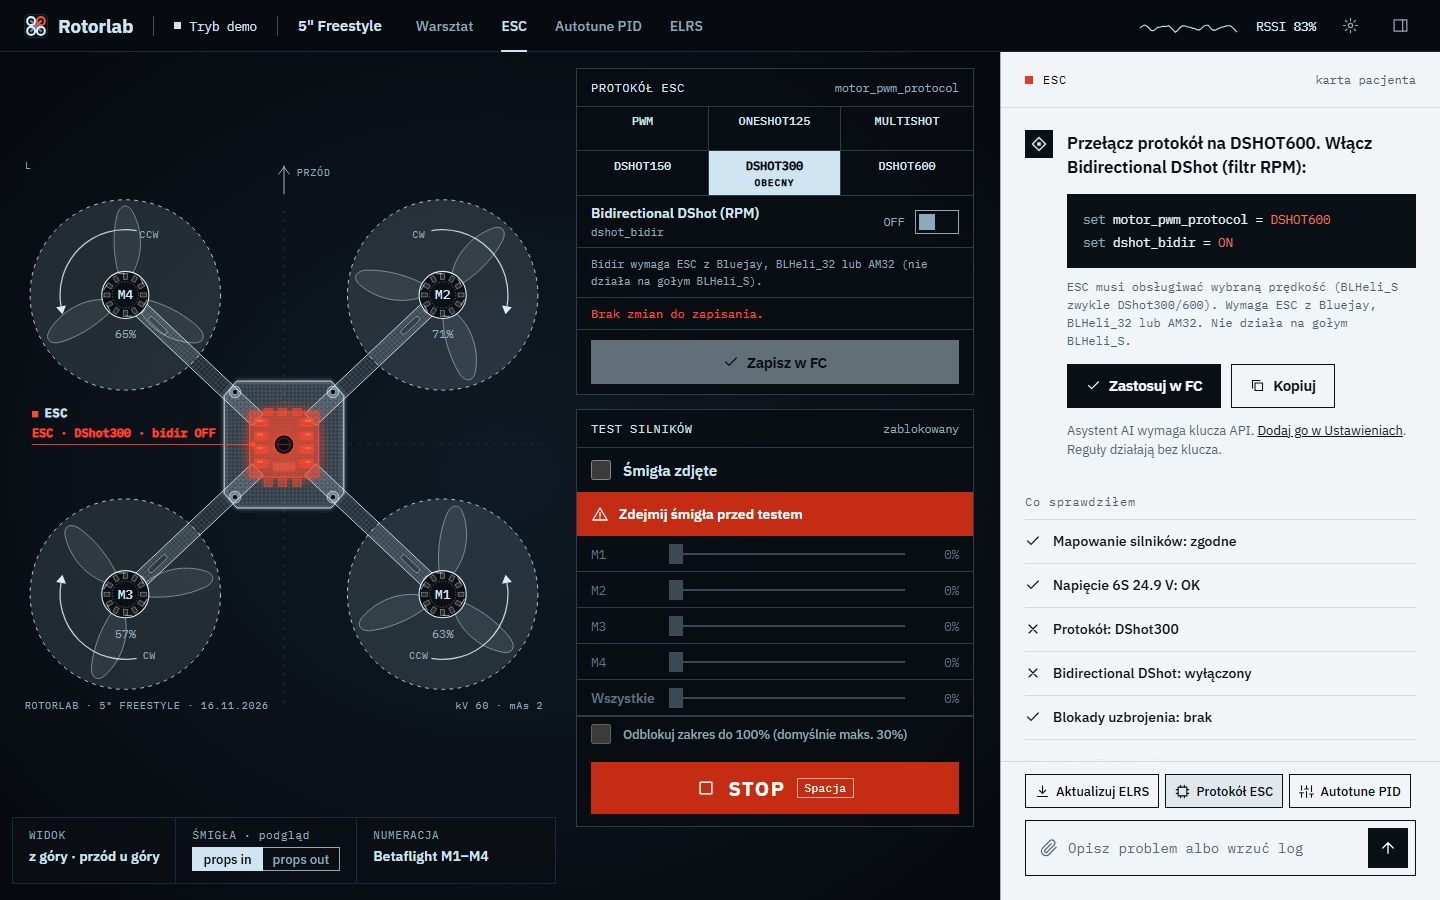 Rotorlab
Tryb demo
5" Freestyle
Warsztat
ESC
Autotune PID
ELRS
RSSI 83%
L
PRZÓD
CCW
M4
65%
CW
M2
71%
ESC
ESC · DShot300 · bidir OFF
M3
57%
CW
M1
63%
CCW
ROTORLAB · 5" FREESTYLE · 16.11.2026
kV 60 · mAs 2
WIDOK
z góry · przód u góry
ŚMIGŁA · podgląd
props in
props out
NUMERACJA
Betaflight M1–M4
PROTOKÓŁ ESC
motor_pwm_protocol
PWM
ONESHOT125
MULTISHOT
DSHOT150
DSHOT300
OBECNY
DSHOT600
Bidirectional DShot (RPM)
dshot_bidir
OFF
Bidir wymaga ESC z Bluejay, BLHeli_32 lub AM32 (nie
działa na gołym BLHeli_S).
Brak zmian do zapisania.
Zapisz w FC
TEST SILNIKÓW
zablokowany
Śmigła zdjęte
Zdejmij śmigła przed testem
M1 0%
M2 0%
M3 0%
M4 0%
Wszystkie 0%
Odblokuj zakres do 100% (domyślnie maks. 30%)
STOP
Spacja
ESC
karta pacjenta
Przełącz protokół na DSHOT600. Włącz
Bidirectional DShot (filtr RPM):
set motor_pwm_protocol = DSHOT600
set dshot_bidir = ON
ESC musi obsługiwać wybraną prędkość (BLHeli_S
zwykle DShot300/600). Wymaga ESC z Bluejay,
BLHeli_32 lub AM32. Nie działa na gołym
BLHeli_S.
Zastosuj w FC
Kopiuj
Asystent AI wymaga klucza API. Dodaj go w Ustawieniach.
Reguły działają bez klucza.
Co sprawdziłem
Mapowanie silników: zgodne
Napięcie 6S 24.9 V: OK
Protokół: DShot300
Bidirectional DShot: wyłączony
Blokady uzbrojenia: brak
Aktualizuj ELRS
Protokół ESC
Autotune PID
Opisz problem albo wrzuć log